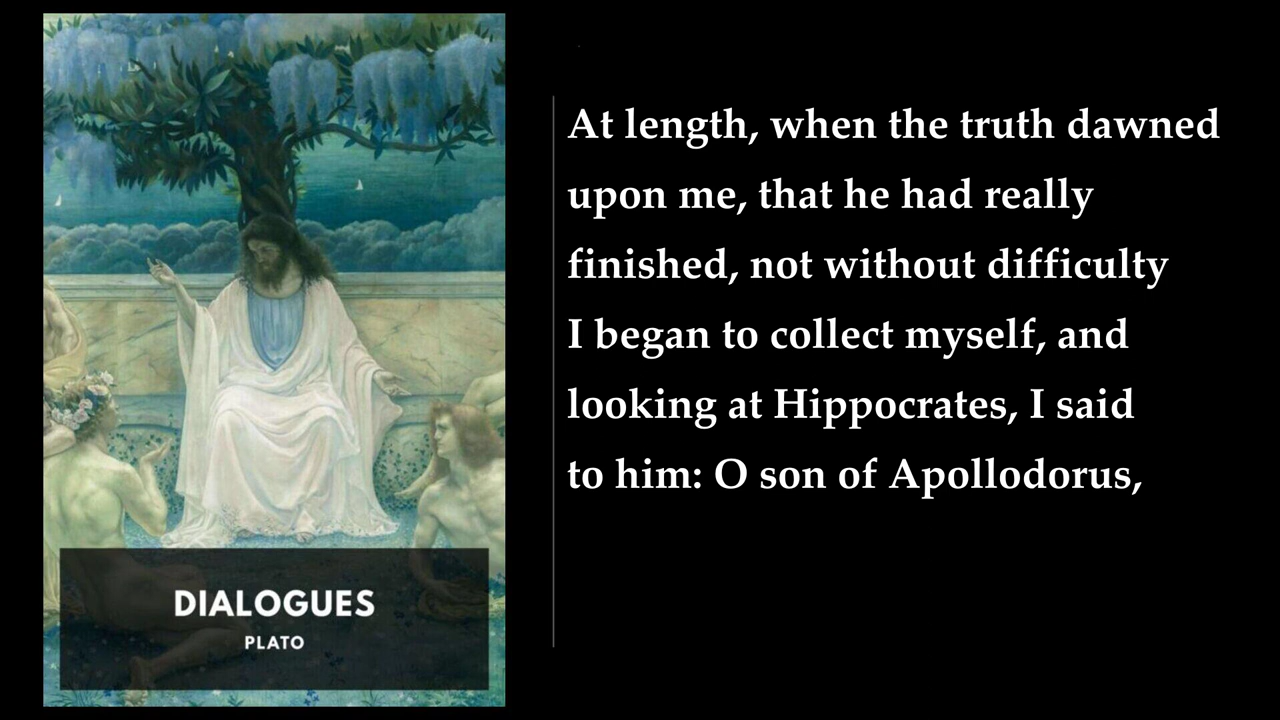 At length, when the truth dawned
upon me, that he had really
finished, not without difficulty
I began to collect myself, and
looking at Hippocrates, I said
to him: O son of Apollodorus,
DIALOGUES
PLATO